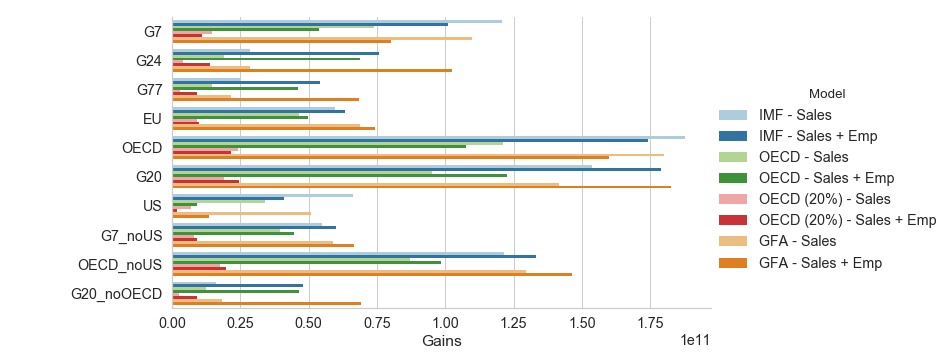 G7
G24
G77
EU
OECD
G20
US
G7_noUS
OECD_noUS
G20_noOECD
0.00 0.25 0.50 0.75 1.00 1.25 1.50 1.75
1e11
Gains
Model
IMF - Sales
IMF - Sales + Emp
OECD - Sales
OECD - Sales + Emp
OECD (20%) - Sales
OECD (20%) - Sales + Emp
GFA - Sales
GFA - Sales + Emp